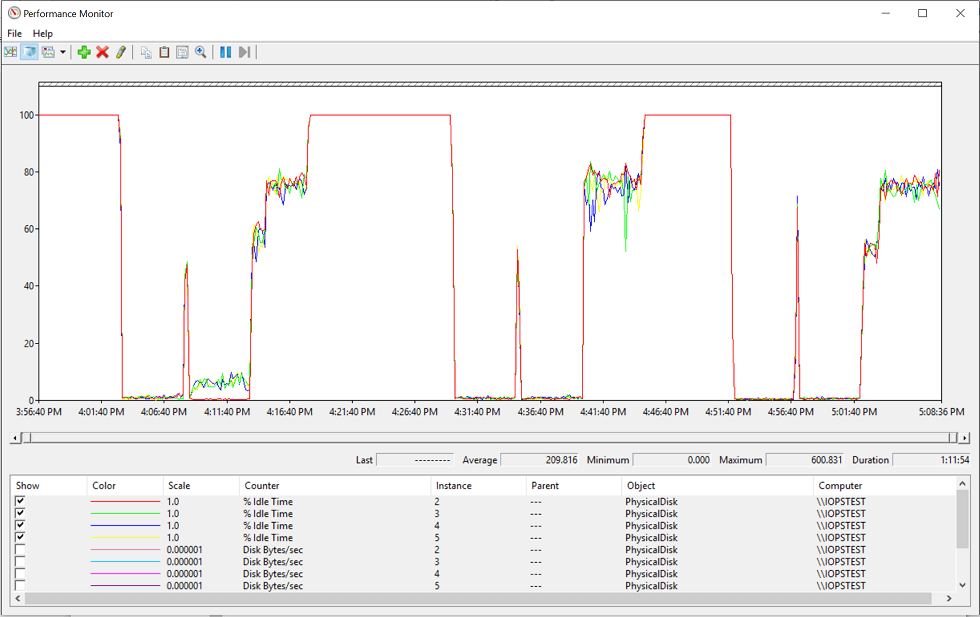 Performance Monitor
File Help
100
80
60
40
20
0
3:56:40 PM 4:01:40 PM 4:06:40 PM 4:11:40 PM 4:16:40 PM 4:21:40 PM 4:26:40 PM 4:31:40 PM 4:36:40 PM 4:41:40 PM 4:46:40 PM 4:51:40 PM 4:56:40 PM 5:01:40 PM 5:08:36 PM
Last --------- Average 209.816 Minimum 0.000 Maximum 600.831 Duration 1:11:54
Show Color Scale Counter Instance Parent Object Computer
1.0 % Idle Time 2 --- PhysicalDisk \\IOPSTEST
1.0 % Idle Time 3 --- PhysicalDisk \\IOPSTEST
1.0 % Idle Time 4 --- PhysicalDisk \\IOPSTEST
1.0 % Idle Time 5 --- PhysicalDisk \\IOPSTEST
0.000001 Disk Bytes/sec 2 --- PhysicalDisk \\IOPSTEST
0.000001 Disk Bytes/sec 3 --- PhysicalDisk \\IOPSTEST
0.000001 Disk Bytes/sec 4 --- PhysicalDisk \\IOPSTEST
0.000001 Disk Bytes/sec 5 --- PhysicalDisk \\IOPSTEST